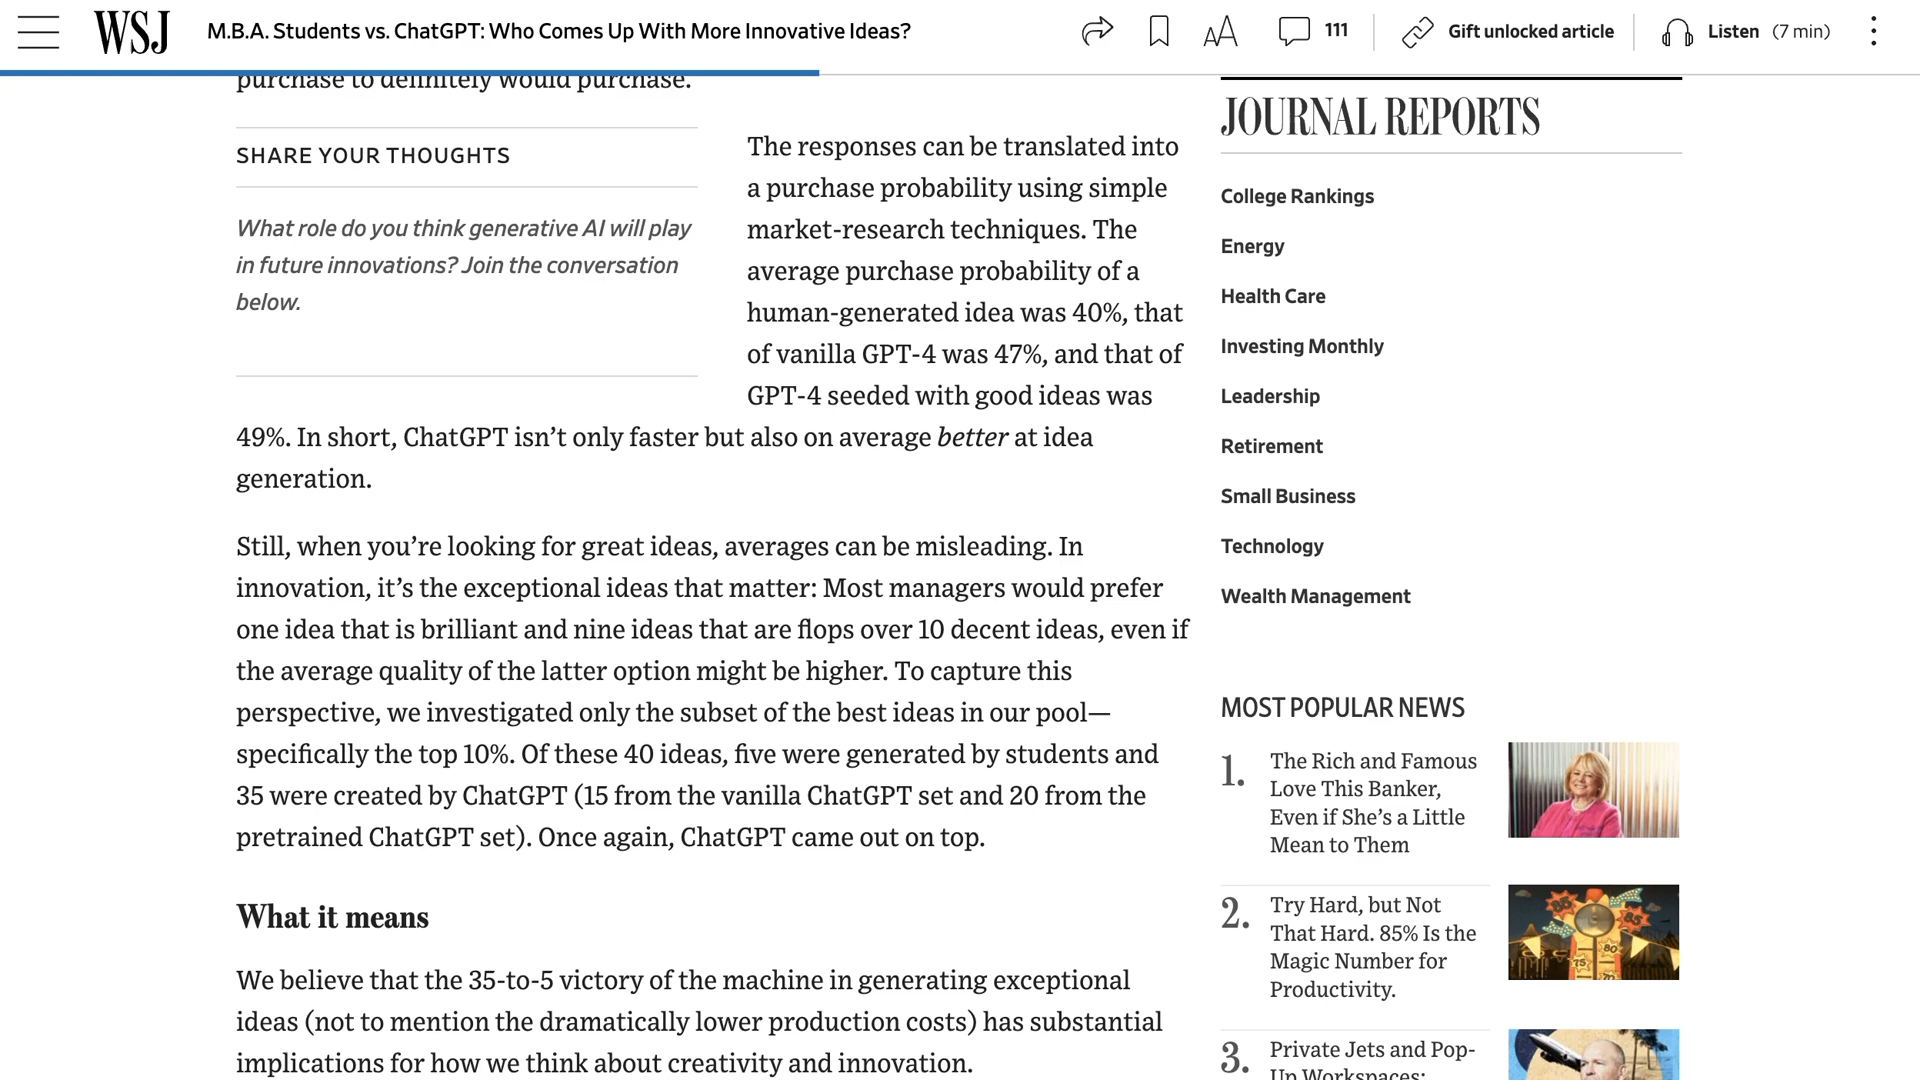 WSJ
M.B.A. Students vs. ChatGPT: Who Comes Up With More Innovative Ideas?
111
Gift unlocked article
Listen (7 min)
purchase to definitely would purchase.
SHARE YOUR THOUGHTS
What role do you think generative AI will play
in future innovations? Join the conversation
below.
The responses can be translated into
a purchase probability using simple
market-research techniques. The
average purchase probability of a
human-generated idea was 40%, that
of vanilla GPT-4 was 47%, and that of
GPT-4 seeded with good ideas was
49%. In short, ChatGPT isn’t only faster but also on average better at idea
generation.
Still, when you’re looking for great ideas, averages can be misleading. In
innovation, it’s the exceptional ideas that matter: Most managers would prefer
one idea that is brilliant and nine ideas that are flops over 10 decent ideas, even if
the average quality of the latter option might be higher. To capture this
perspective, we investigated only the subset of the best ideas in our pool—
specifically the top 10%. Of these 40 ideas, five were generated by students and
35 were created by ChatGPT (15 from the vanilla ChatGPT set and 20 from the
pretrained ChatGPT set). Once again, ChatGPT came out on top.
What it means
We believe that the 35-to-5 victory of the machine in generating exceptional
ideas (not to mention the dramatically lower production costs) has substantial
implications for how we think about creativity and innovation.
JOURNAL REPORTS
College Rankings
Energy
Health Care
Investing Monthly
Leadership
Retirement
Small Business
Technology
Wealth Management
MOST POPULAR NEWS
1.
The Rich and Famous
Love This Banker,
Even if She’s a Little
Mean to Them
2.
Try Hard, but Not
That Hard. 85% Is the
Magic Number for
Productivity.
85
85
80
75
70
3.
Private Jets and Pop-
Up Workspaces: